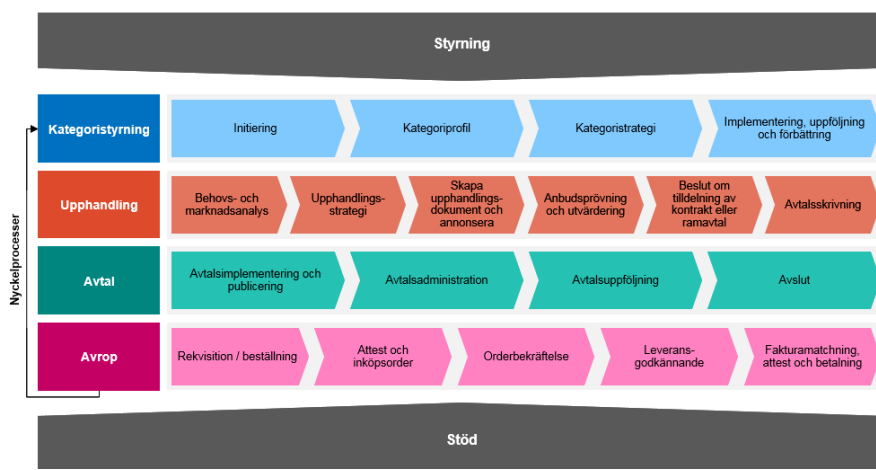 Styrning
Nyckelprocesser
Kategoristyrning
Initiering
Kategoriprofil
Kategoristrategi
Implementering, uppföljning
och förbättring
Upphandling
Behovs- och
marknadsanalys
Upphandlings-
strategi
Skapa
upphandlings-
dokument och
annonsera
Anbudsprövning
och utvärdering
Beslut om
tilldelning av
kontrakt eller
ramavtal
Avtalsskrivning
Avtal
Avtalsimplementering och
publicering
Avtalsadministration
Avtalsuppföljning
Avslut
Avrop
Rekvisition / beställning
Attest och
inköpsorder
Orderbekräftelse
Leverans-
godkännande
Fakturamatchning,
attest och betalning
Stöd